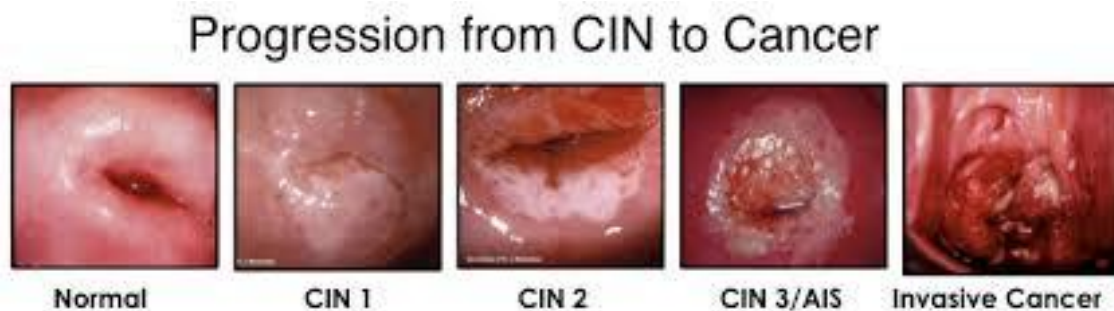 Progression from CIN to Cancer
Normal
CIN 1
CIN 2
CIN 3/AIS
Invasive Cancer